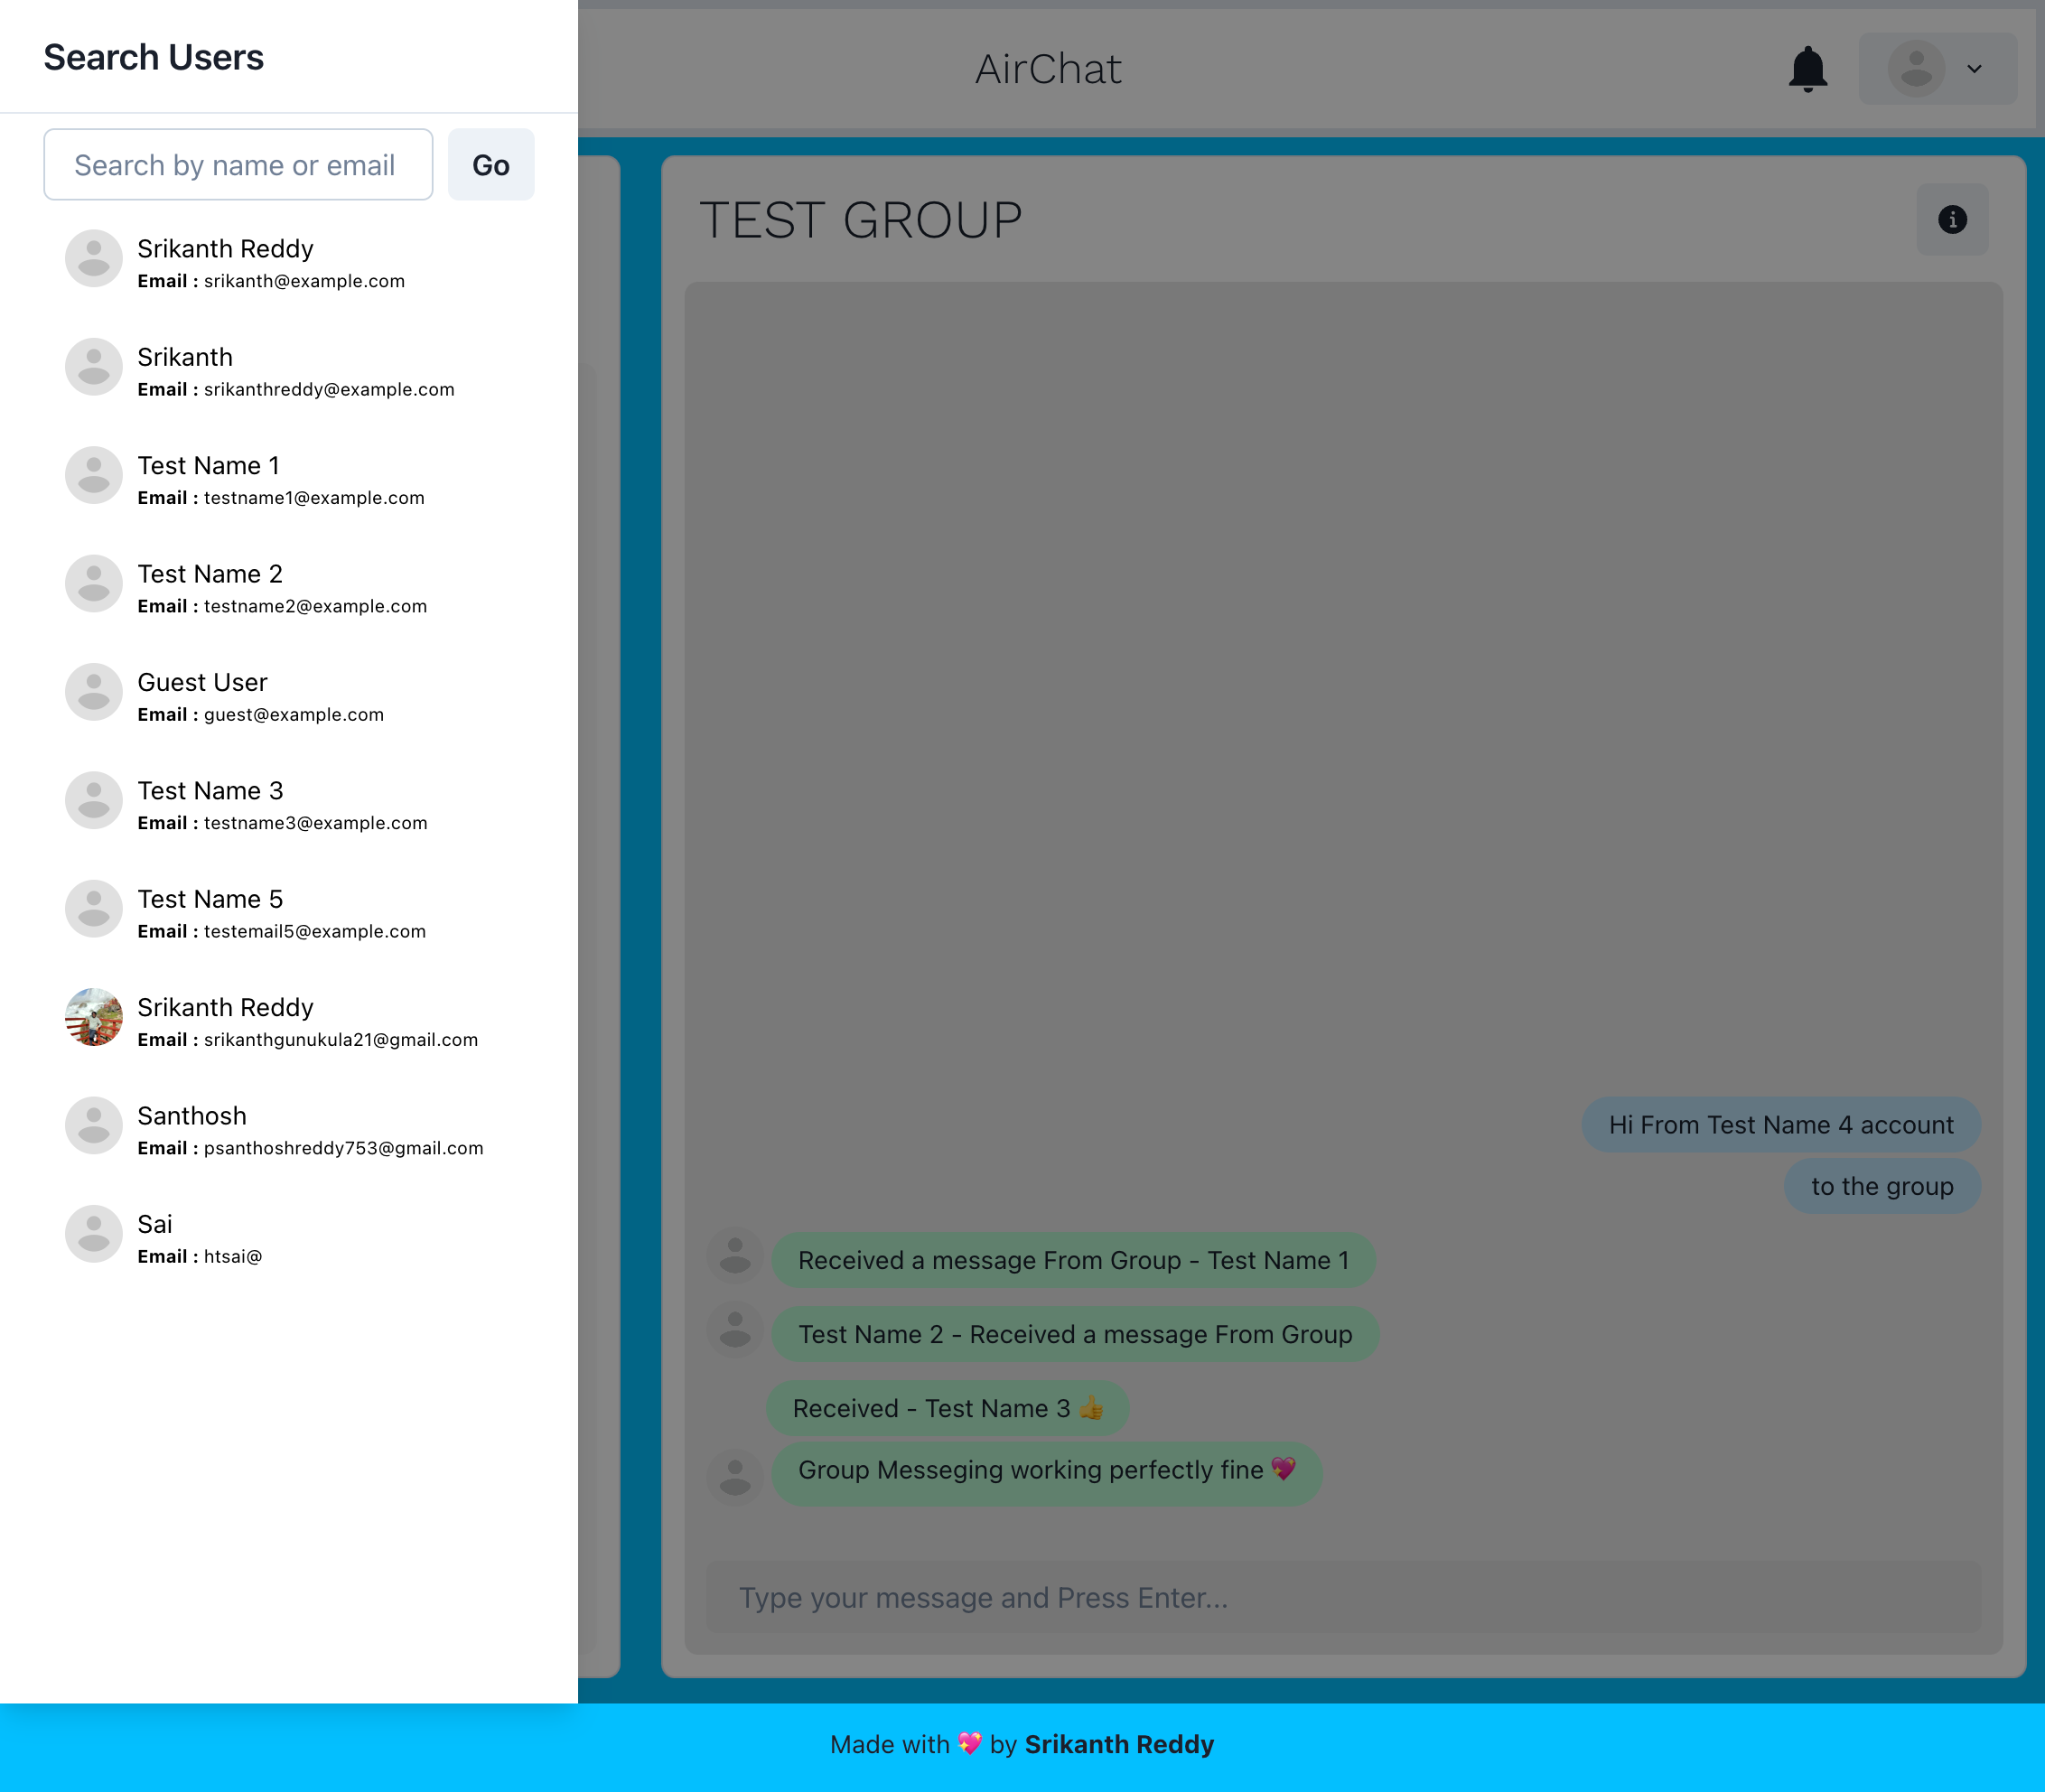 Search Users
Search by name or email
Go
Srikanth Reddy
Email : srikanth@example.com
Srikanth
Email : srikanthreddy@example.com
Test Name 1
Email : testname1@example.com
Test Name 2
Email : testname2@example.com
Guest User
Email : guest@example.com
Test Name 3
Email : testname3@example.com
Test Name 5
Email : testemail5@example.com
Srikanth Reddy
Email : srikanthgunukula21@gmail.com
Santhosh
Email : psanthoshreddy753@gmail.com
Sai
Email : htsai@
AirChat
TEST GROUP
Hi From Test Name 4 account
to the group
Received a message From Group - Test Name 1
Test Name 2 - Received a message From Group
Received - Test Name 3 👍
Group Messeging working perfectly fine 💖
Type your message and Press Enter...
Made with 💖 by Srikanth Reddy